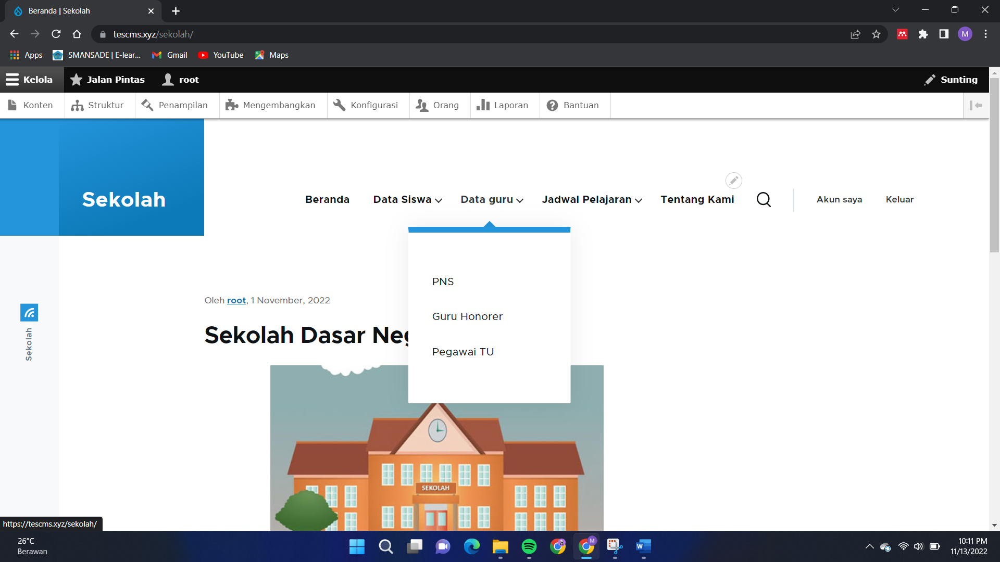 Beranda | Sekolah
tescms.xyz/sekolah/
M
Apps
SMANSADE | E-lear...
Gmail
YouTube
Maps
Kelola
Jalan Pintas
root
Sunting
Konten
Struktur
Penampilan
Mengembangkan
Konfigurasi
Orang
Laporan
Bantuan
Sekolah
Beranda
Data Siswa
Data guru
Jadwal Pelajaran
Tentang Kami
Akun saya
Keluar
PNS
Guru Honorer
Pegawai TU
Oleh root, 1 November, 2022
Sekolah Dasar Neg
Sekolah
SEKOLAH
https://tescms.xyz/sekolah/
26°C
Berawan
M
W
10:11 PM
11/13/2022